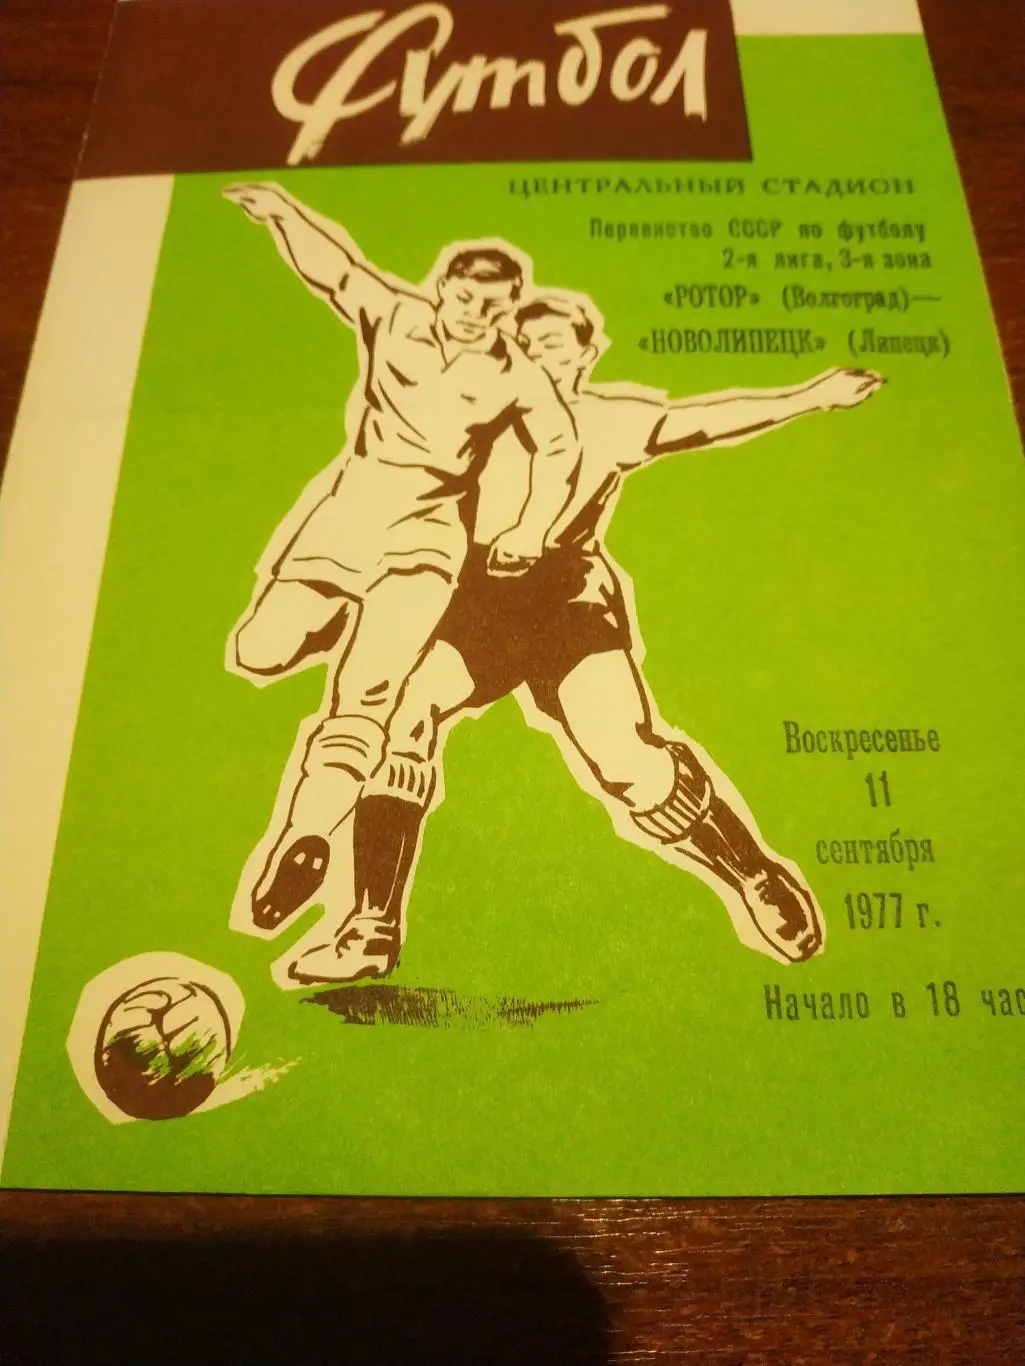 Футбол
ЦЕНТРАЛЬНЫЙ СТАДИОН
Первенство СССР по футболу
2-я лига, 3-я зона
«РОТОР» (Волгоград)—
«НОВОЛИПЕЦК» (Липецк)
Воскресенье
11
сентября
1977 г.
Начало в 18 час